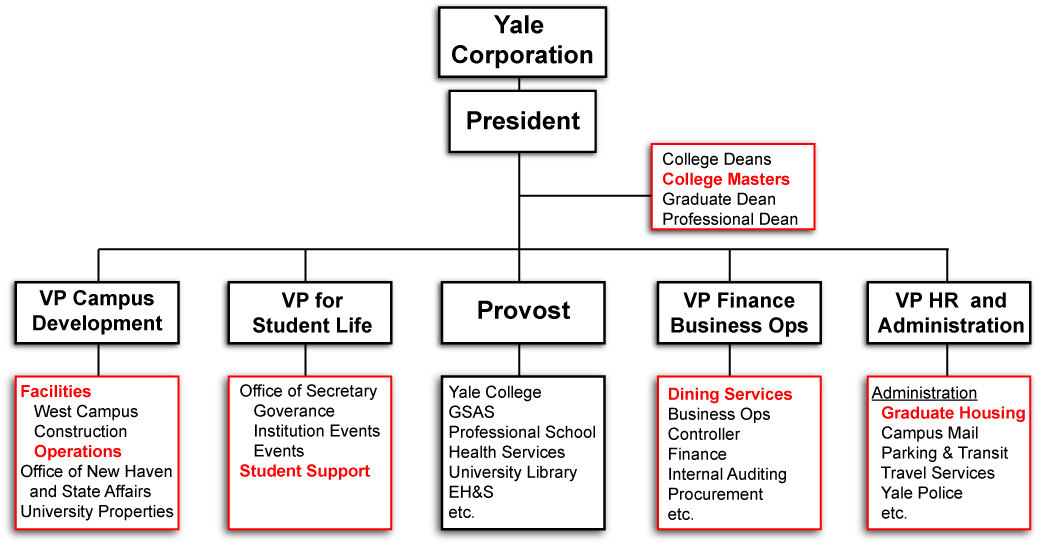 Yale
Corporation
President
College Deans
College Masters
Graduate Dean
Professional Dean
VP Campus
Development
VP for
Student Life
Provost
VP Finance
Business Ops
VP HR and
Administration
Facilities
West Campus
Construction
Operations
Office of New Haven
and State Affairs
University Properties
Office of Secretary
Goverance
Institution Events
Events
Student Support
Yale College
GSAS
Professional School
Health Services
University Library
EH&S
etc.
Dining Services
Business Ops
Controller
Finance
Internal Auditing
Procurement
etc.
Administration
Graduate Housing
Campus Mail
Parking & Transit
Travel Services
Yale Police
etc.